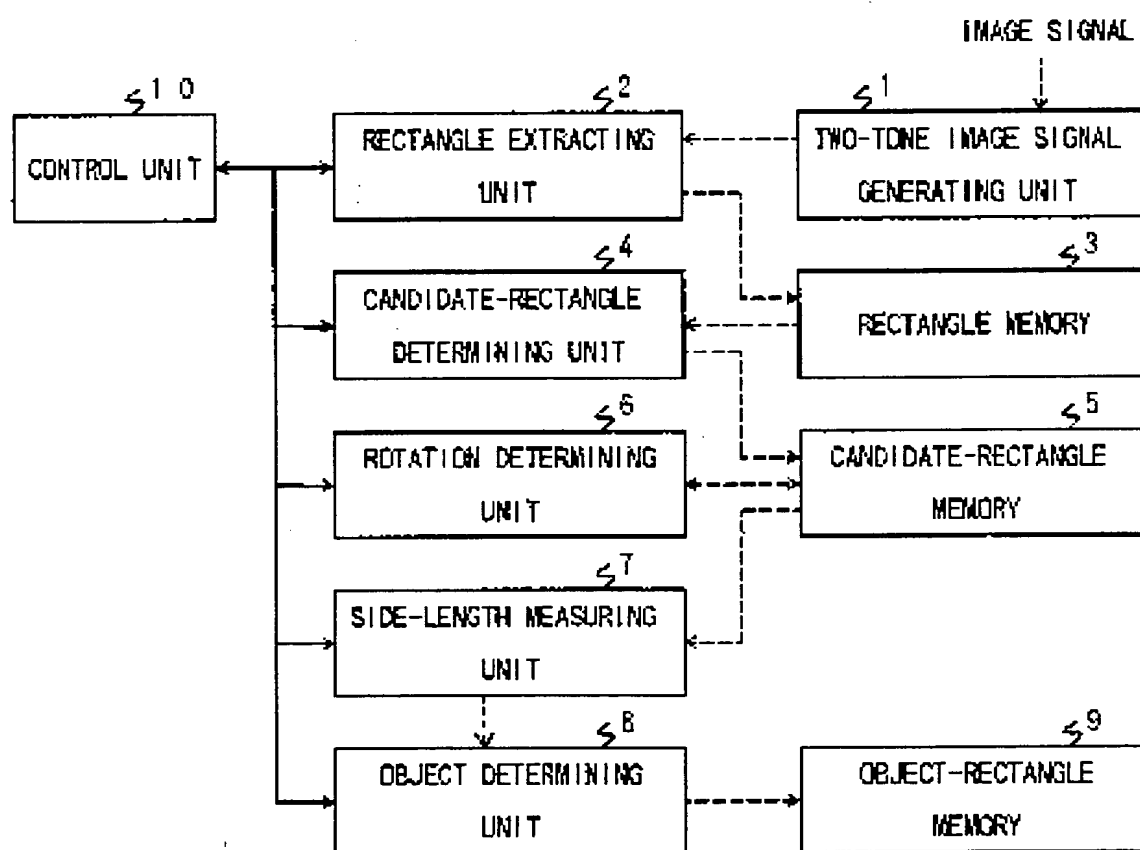 IMAGE SIGNAL
10
2
1
CONTROL UNIT
RECTANGLE EXTRACTING
UNIT
TWO-TONE IMAGE SIGNAL
GENERATING UNIT
4
3
CANDIDATE-RECTANGLE
DETERMINING UNIT
RECTANGLE MEMORY
6
5
ROTATION DETERMINING
UNIT
CANDIDATE-RECTANGLE
MEMORY
7
SIDE-LENGTH MEASURING
UNIT
8
9
OBJECT DETERMINING
UNIT
OBJECT-RECTANGLE
MEMORY